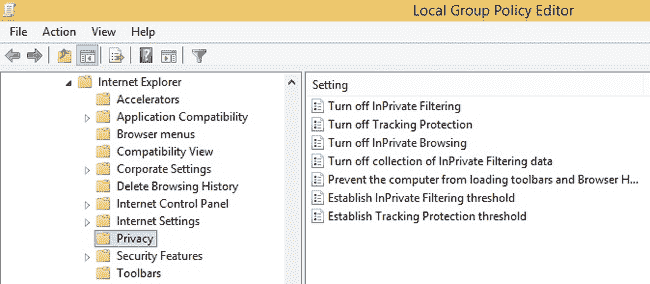 Local Group Policy Editor
File Action View Help
Internet Explorer
Accelerators
Application Compatibility
Browser menus
Compatibility View
Corporate Settings
Delete Browsing History
Internet Control Panel
Internet Settings
Privacy
Security Features
Toolbars
Setting
Turn off InPrivate Filtering
Turn off Tracking Protection
Turn off InPrivate Browsing
Turn off collection of InPrivate Filtering data
Prevent the computer from loading toolbars and Browser H...
Establish InPrivate Filtering threshold
Establish Tracking Protection threshold